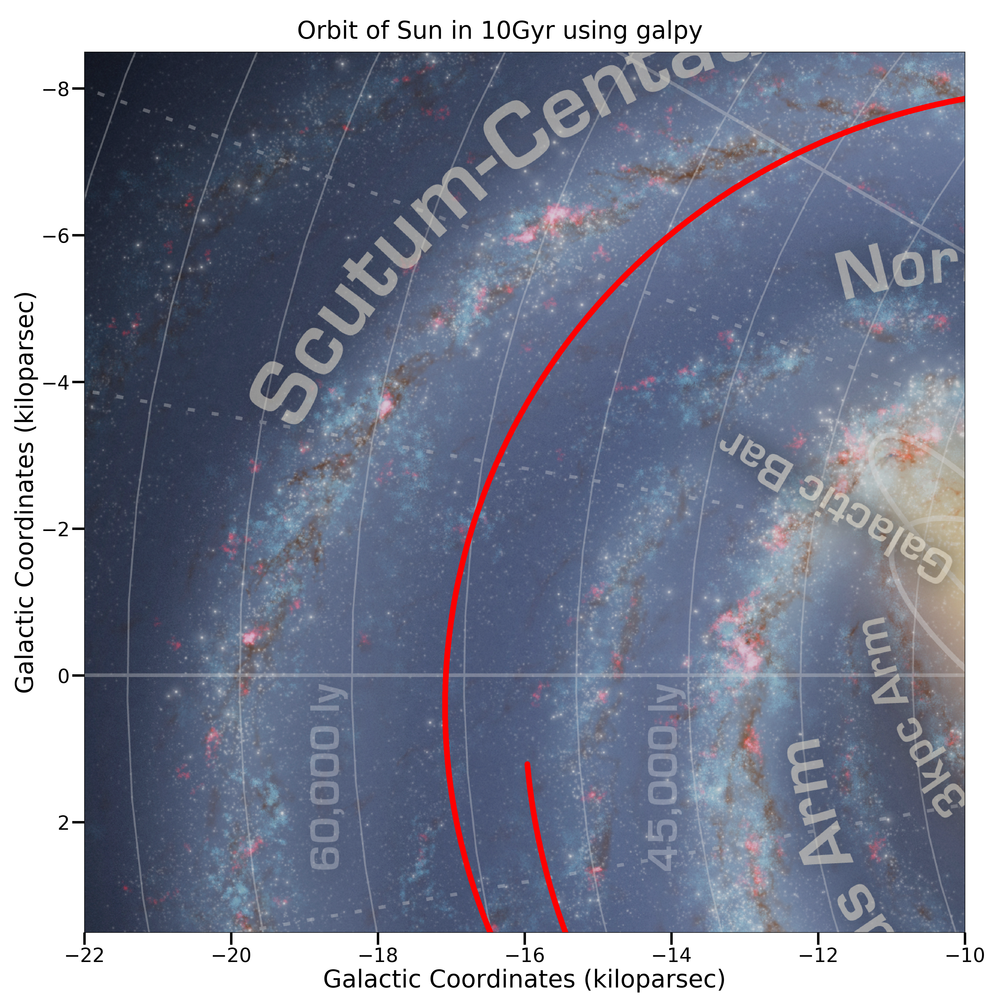 Orbit of Sun in 10Gyr using galpy
Galactic Coordinates (kiloparsec)
−8
−6
−4
−2
0
2
Scutum-Centau
Nor
Galactic Bar
3kpc Arm
us Arm
60,000 ly
45,000 ly
−22 −20 −18 −16 −14 −12 −10
Galactic Coordinates (kiloparsec)